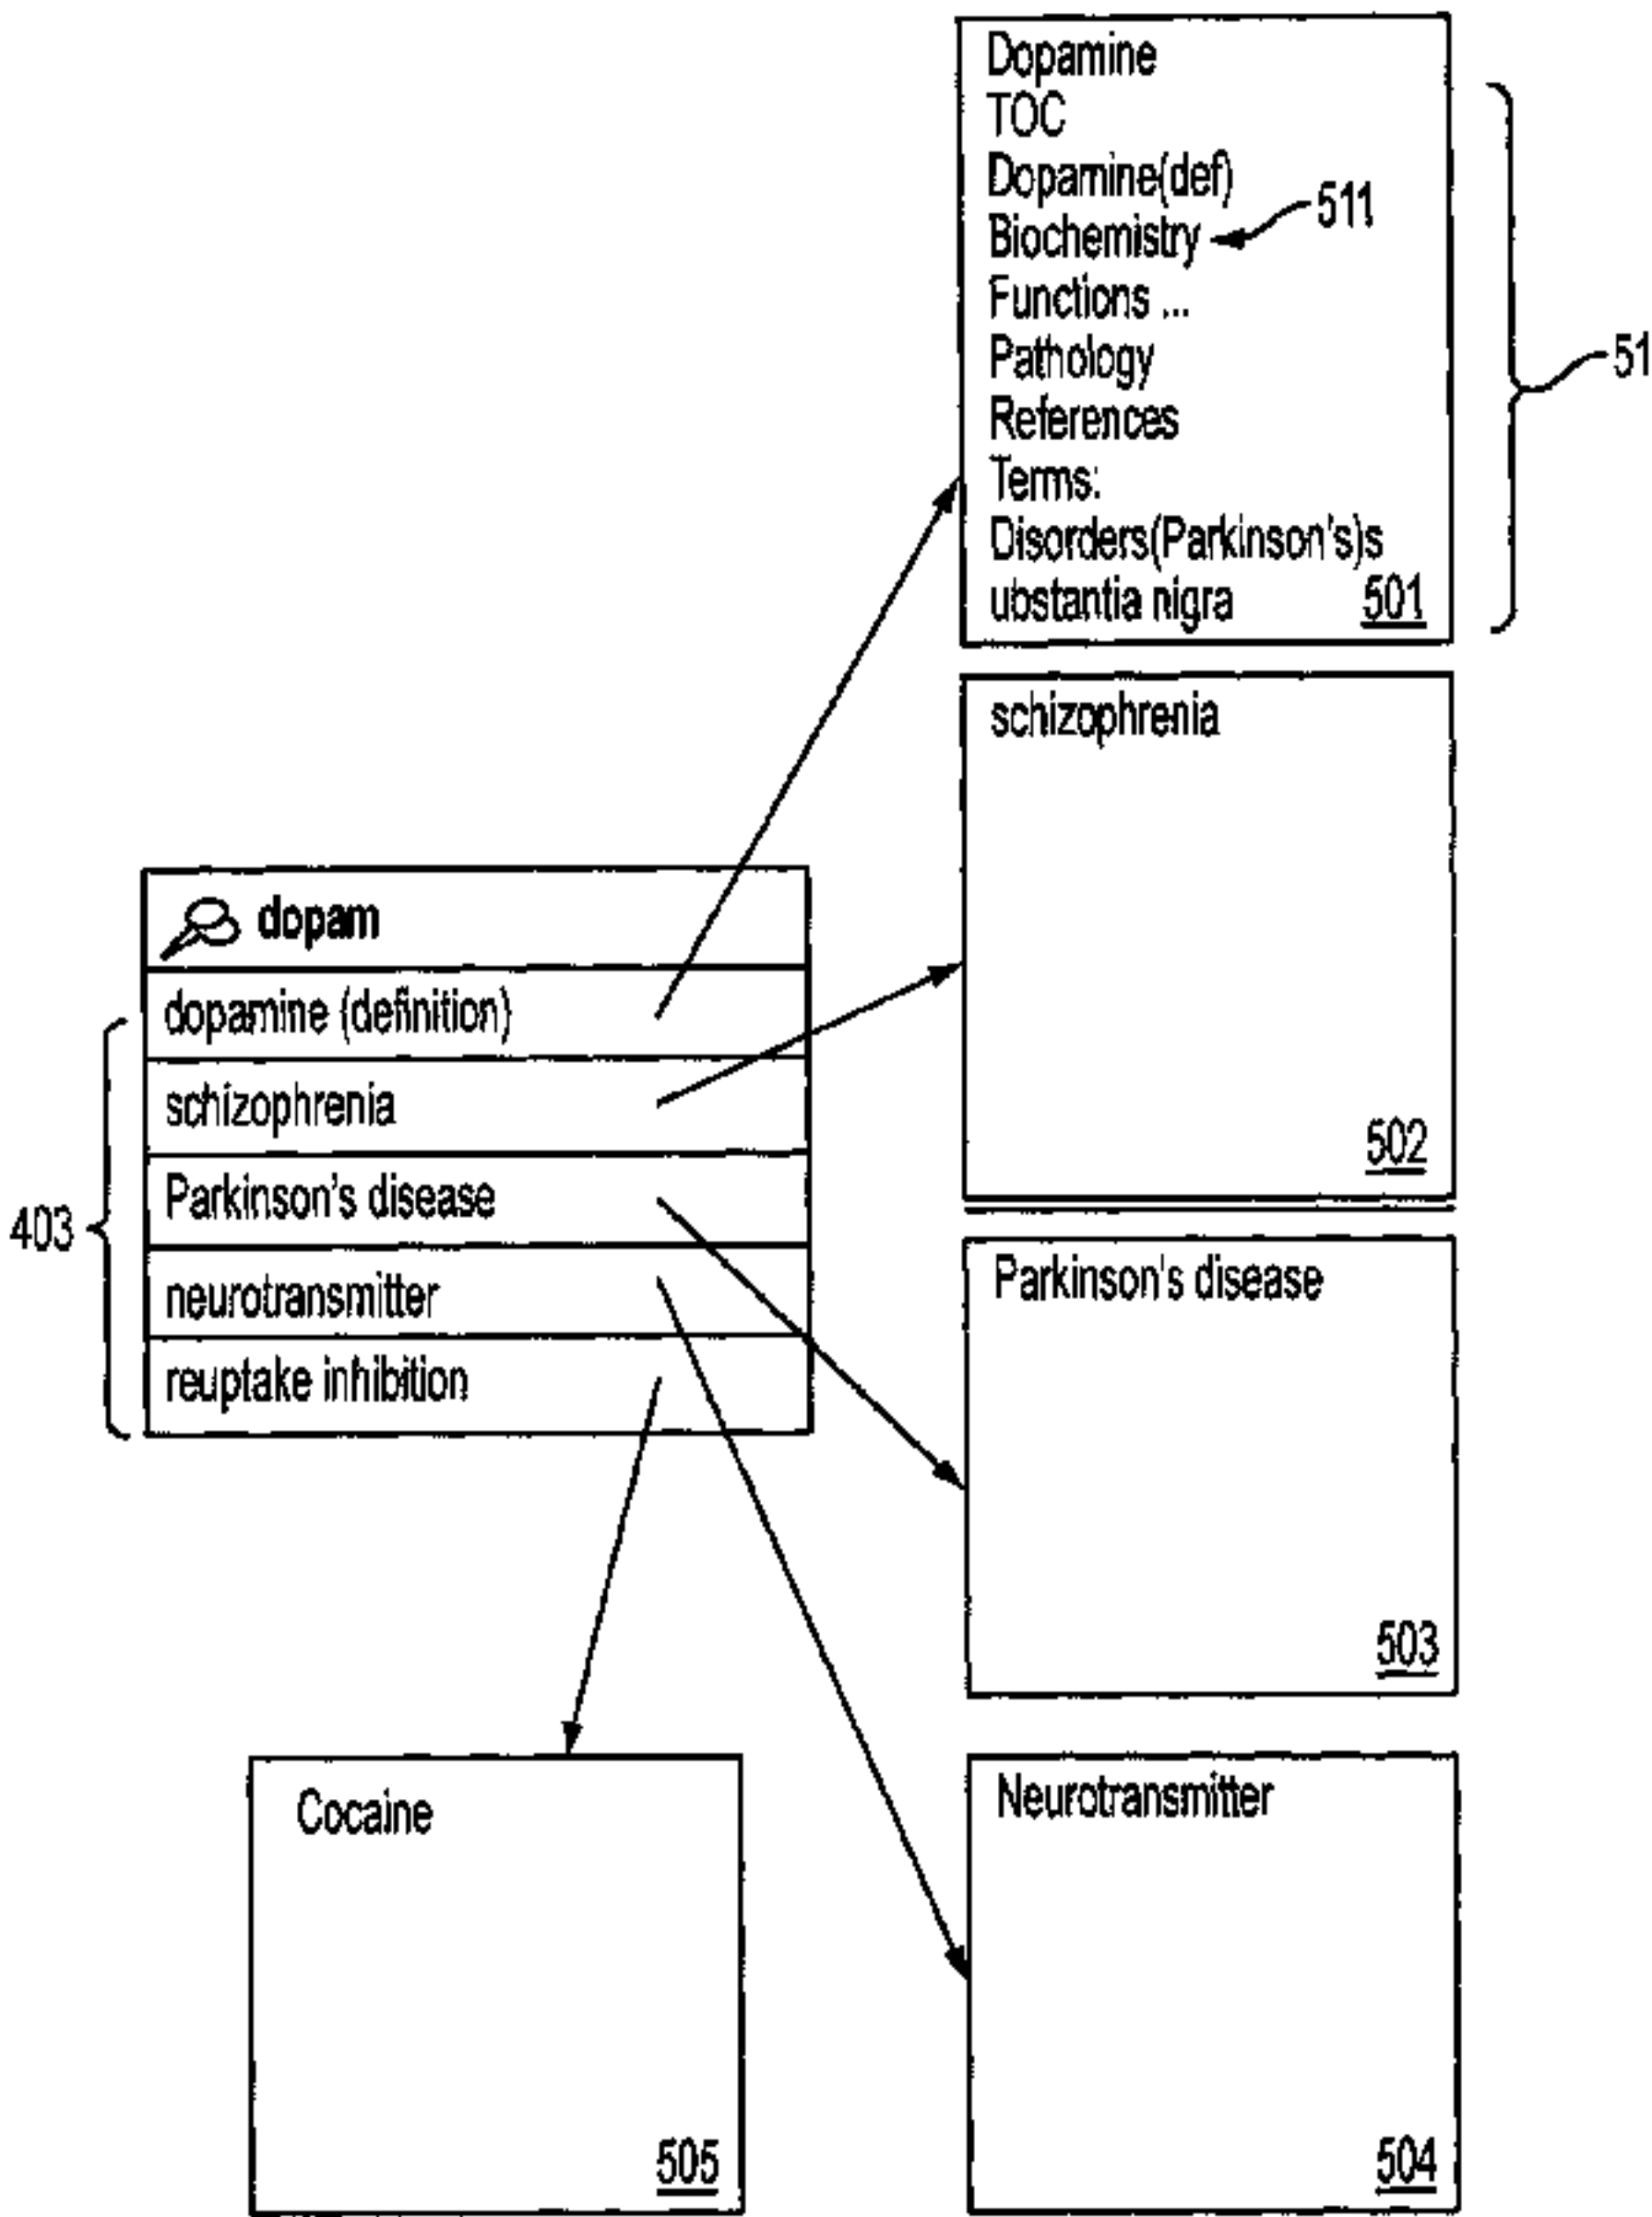 Dopamine
TOC
Dopamine(def)
Biochemistry
511
Functions ...
Pathology
References
Terms:
Disorders(Parkinson's)s
ubstantia nigra
501
51
schizophrenia
502
dopam
dopamine (definition)
schizophrenia
Parkinson's disease
neurotransmitter
reuptake inhibition
403
Parkinson's disease
503
Cocaine
505
Neurotransmitter
504